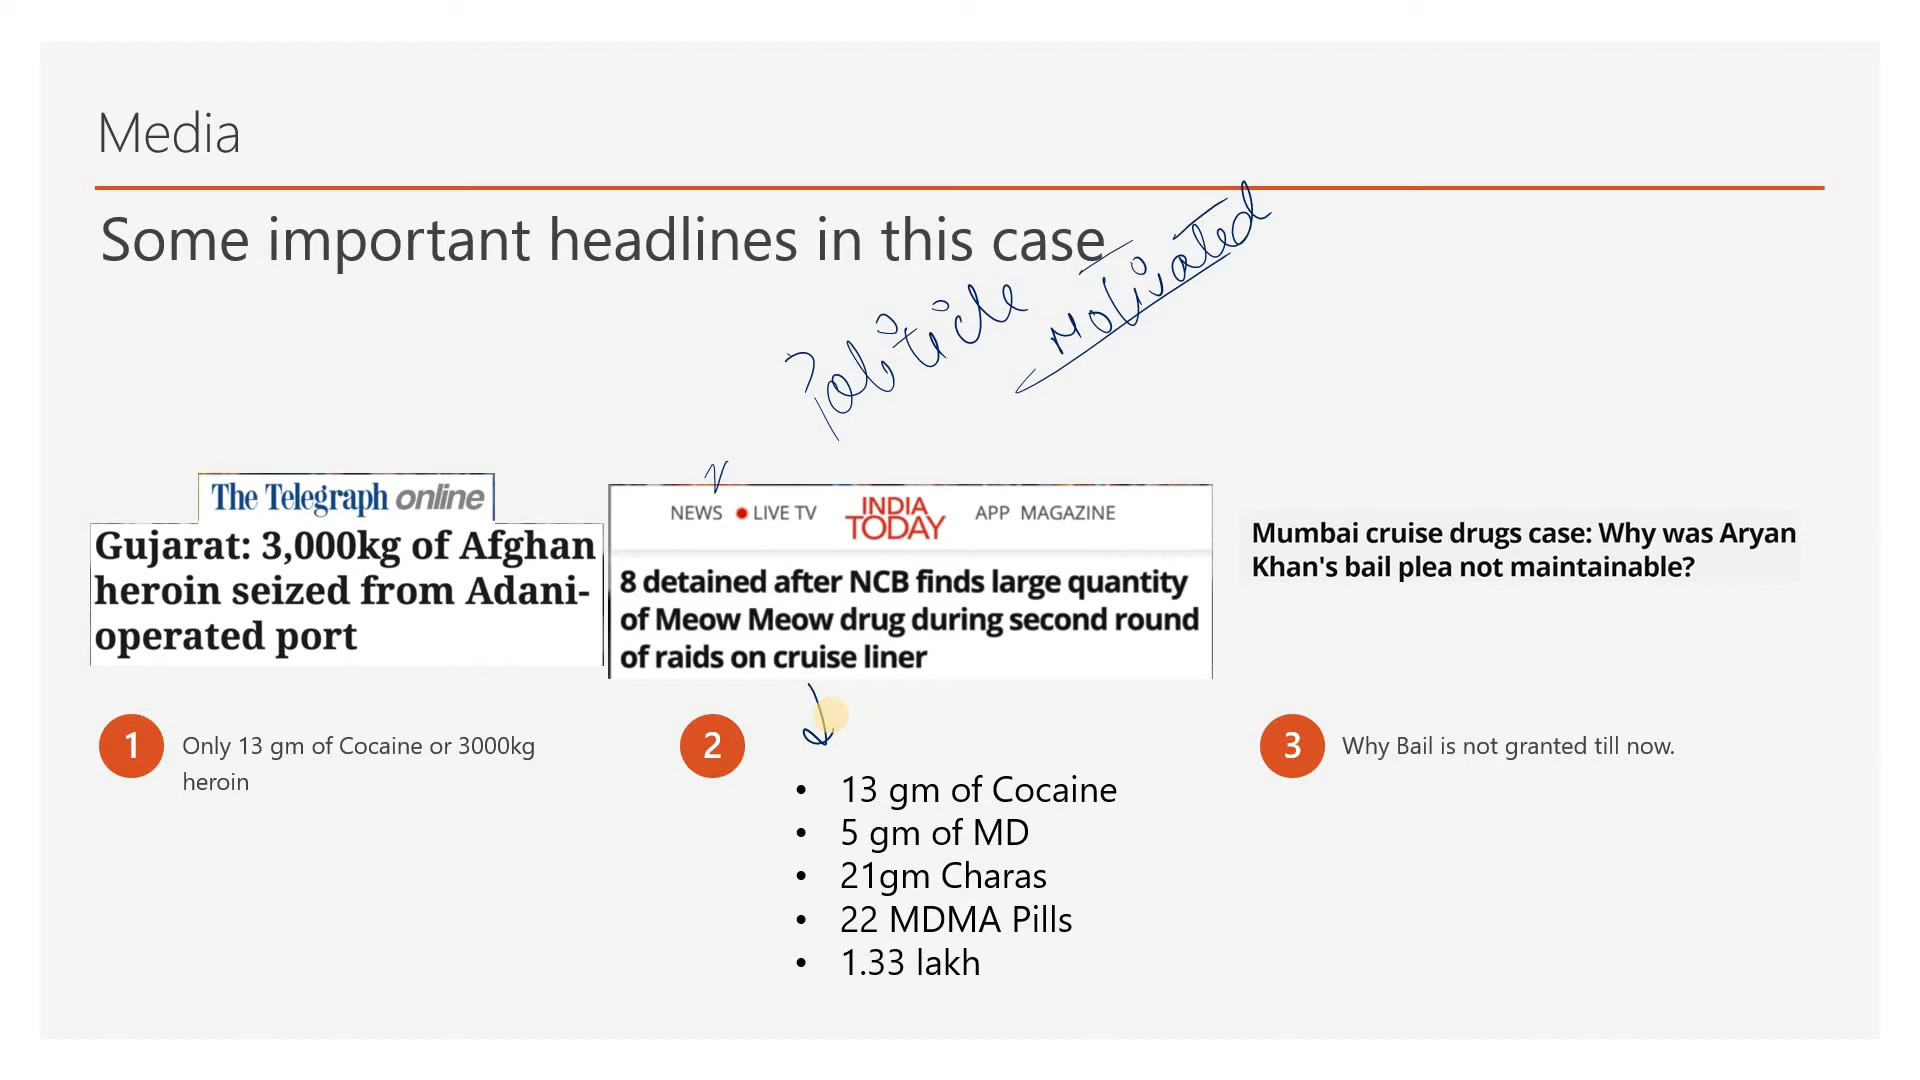 Media
Some important headlines in this case
Motivated
The Telegraph online
Gujarat: 3,000kg of Afghan
heroin seized from Adani-
operated port
NEWS LIVE TV INDIA TODAY APP MAGAZINE
8 detained after NCB finds large quantity
of Meow Meow drug during second round
of raids on cruise liner
Mumbai cruise drugs case: Why was Aryan
Khan's bail plea not maintainable?
1 Only 13 gm of Cocaine or 3000kg
heroin
2
• 13 gm of Cocaine
• 5 gm of MD
• 21gm Charas
• 22 MDMA Pills
• 1.33 lakh
3 Why Bail is not granted till now.